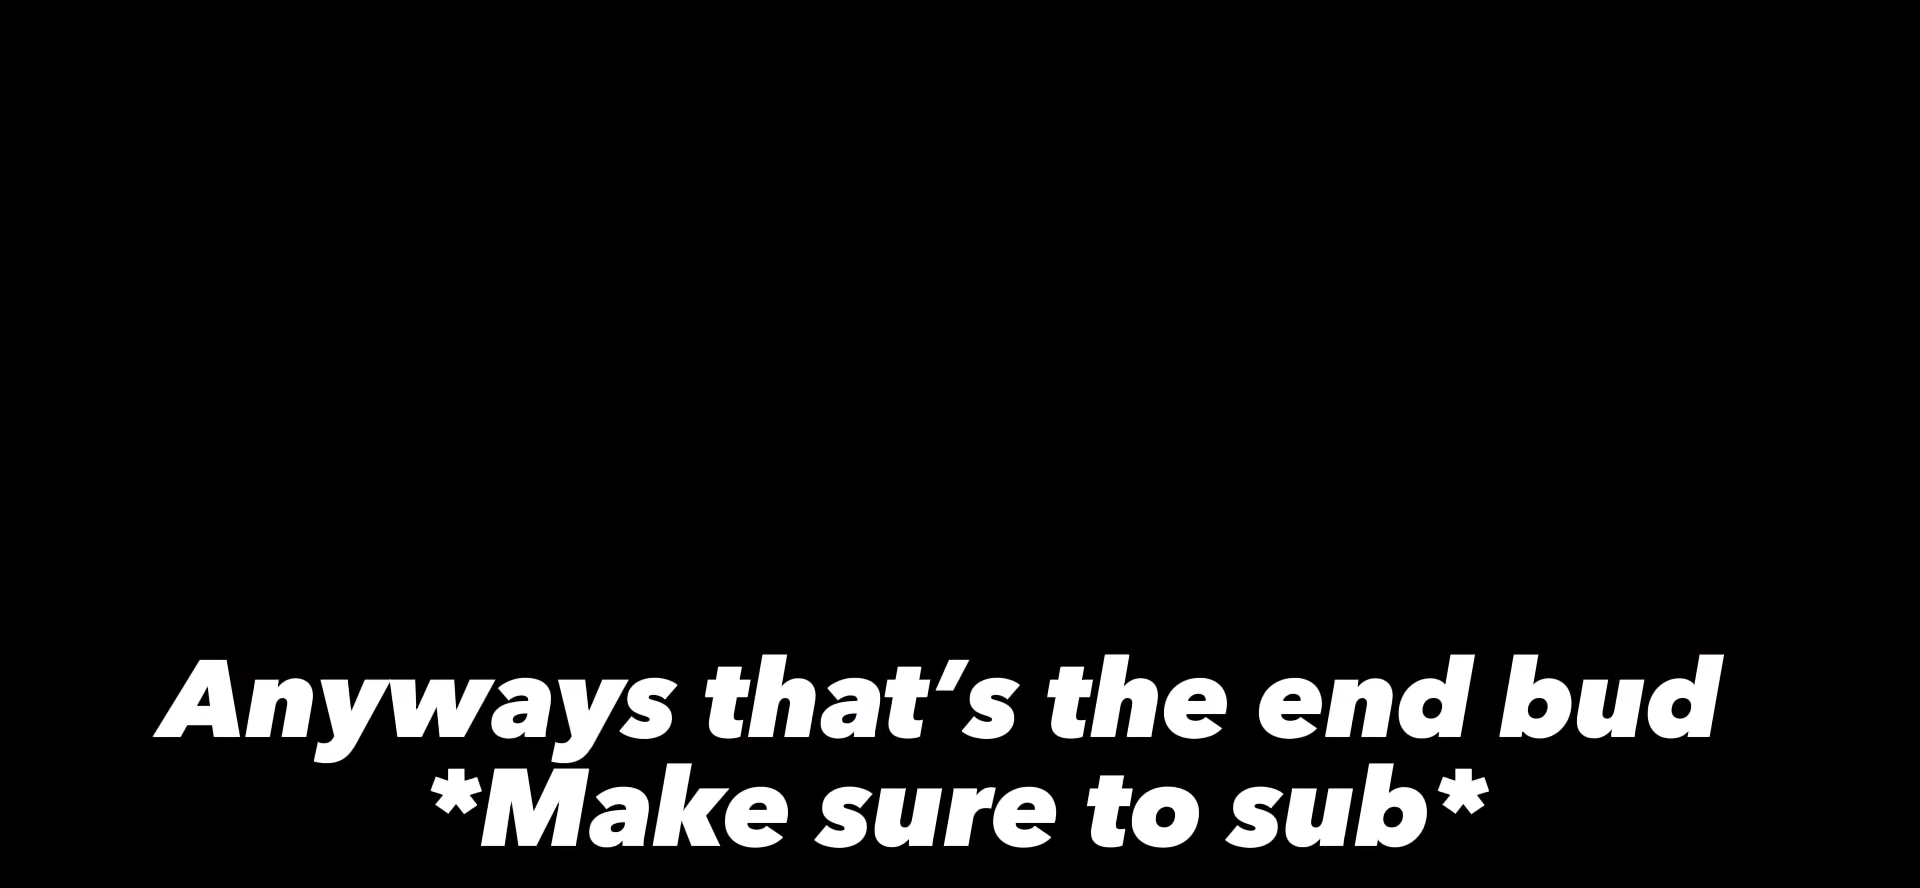 Anyways that’s the end bud
*Make sure to sub*